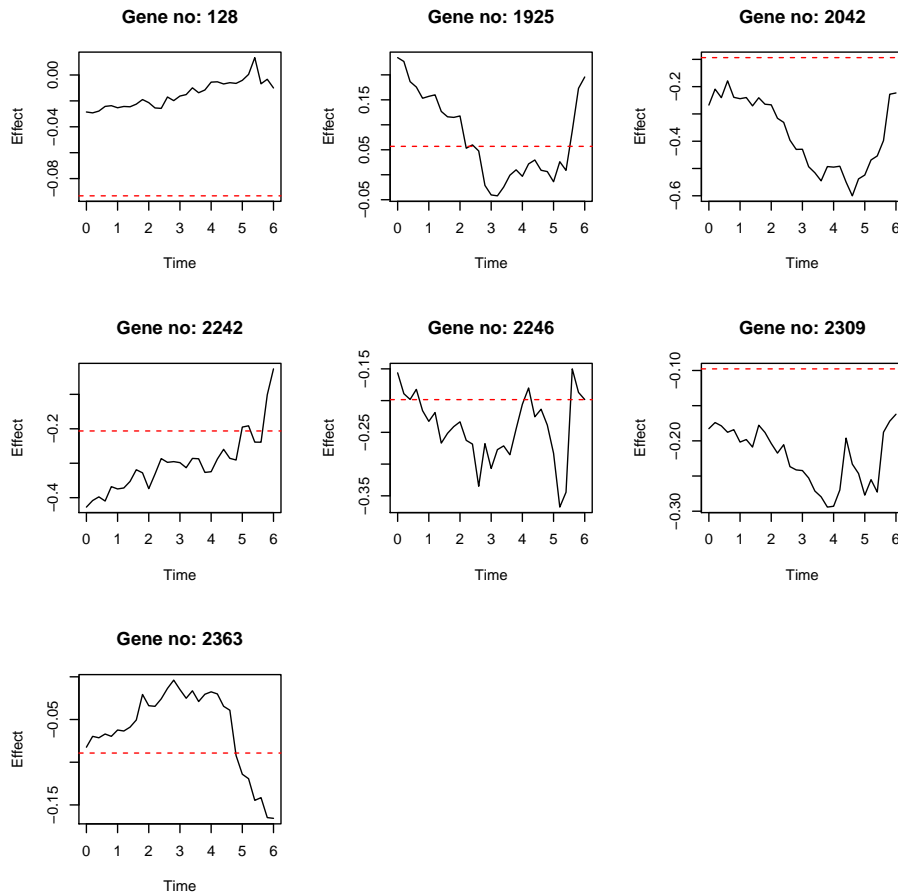 Gene no: 128
Effect
0.00
−0.04
−0.08
0 1 2 3 4 5 6
Time
Gene no: 1925
Effect
0.15
0.05
−0.05
0 1 2 3 4 5 6
Time
Gene no: 2042
Effect
−0.2
−0.4
−0.6
0 1 2 3 4 5 6
Time
Gene no: 2242
Effect
−0.2
−0.4
0 1 2 3 4 5 6
Time
Gene no: 2246
Effect
−0.15
−0.25
−0.35
0 1 2 3 4 5 6
Time
Gene no: 2309
Effect
−0.10
−0.20
−0.30
0 1 2 3 4 5 6
Time
Gene no: 2363
Effect
−0.05
−0.15
0 1 2 3 4 5 6
Time